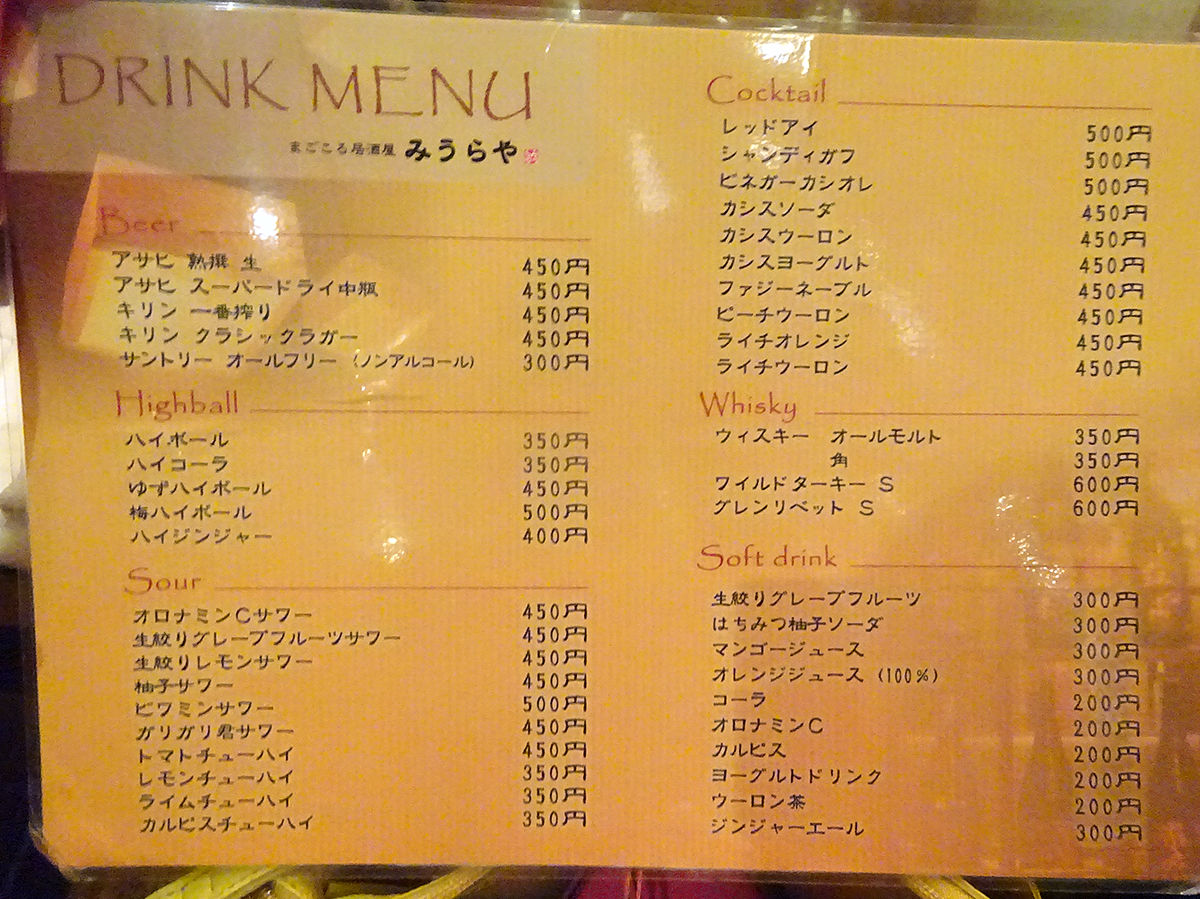 DRINK MENU
まごころ居酒屋 みうらや
Beer
アサヒ 熟撰 生 450円
アサヒ スーパードライ中瓶 450円
キリン 一番搾り 450円
キリン クラシックラガー 450円
サントリー オールフリー (ノンアルコール) 300円
Highball
ハイボール 350円
ハイコーラ 350円
ゆずハイボール 450円
梅ハイボール 500円
ハイジンジャー 400円
Sour
オロナミンCサワー 450円
生絞りグレープフルーツサワー 450円
生絞りレモンサワー 450円
柚子サワー 450円
ビワミンサワー 500円
ガリガリ君サワー 450円
トマトチューハイ 450円
レモンチューハイ 350円
ライムチューハイ 350円
カルピスチューハイ 350円
Cocktail
レッドアイ 500円
シャンディガフ 500円
ビネガーカシオレ 500円
カシスソーダ 450円
カシスウーロン 450円
カシスヨーグルト 450円
ファジーネーブル 450円
ピーチウーロン 450円
ライチオレンジ 450円
ライチウーロン 450円
Whisky
ウィスキー オールモルト 350円
角 350円
ワイルドターキー S 600円
グレンリベット S 600円
Soft drink
生絞りグレープフルーツ 300円
はちみつ柚子ソーダ 300円
マンゴージュース 300円
オレンジジュース (100%) 300円
コーラ 200円
オロナミンC 200円
カルピス 200円
ヨーグルトドリンク 200円
ウーロン茶 200円
ジンジャーエール 300円